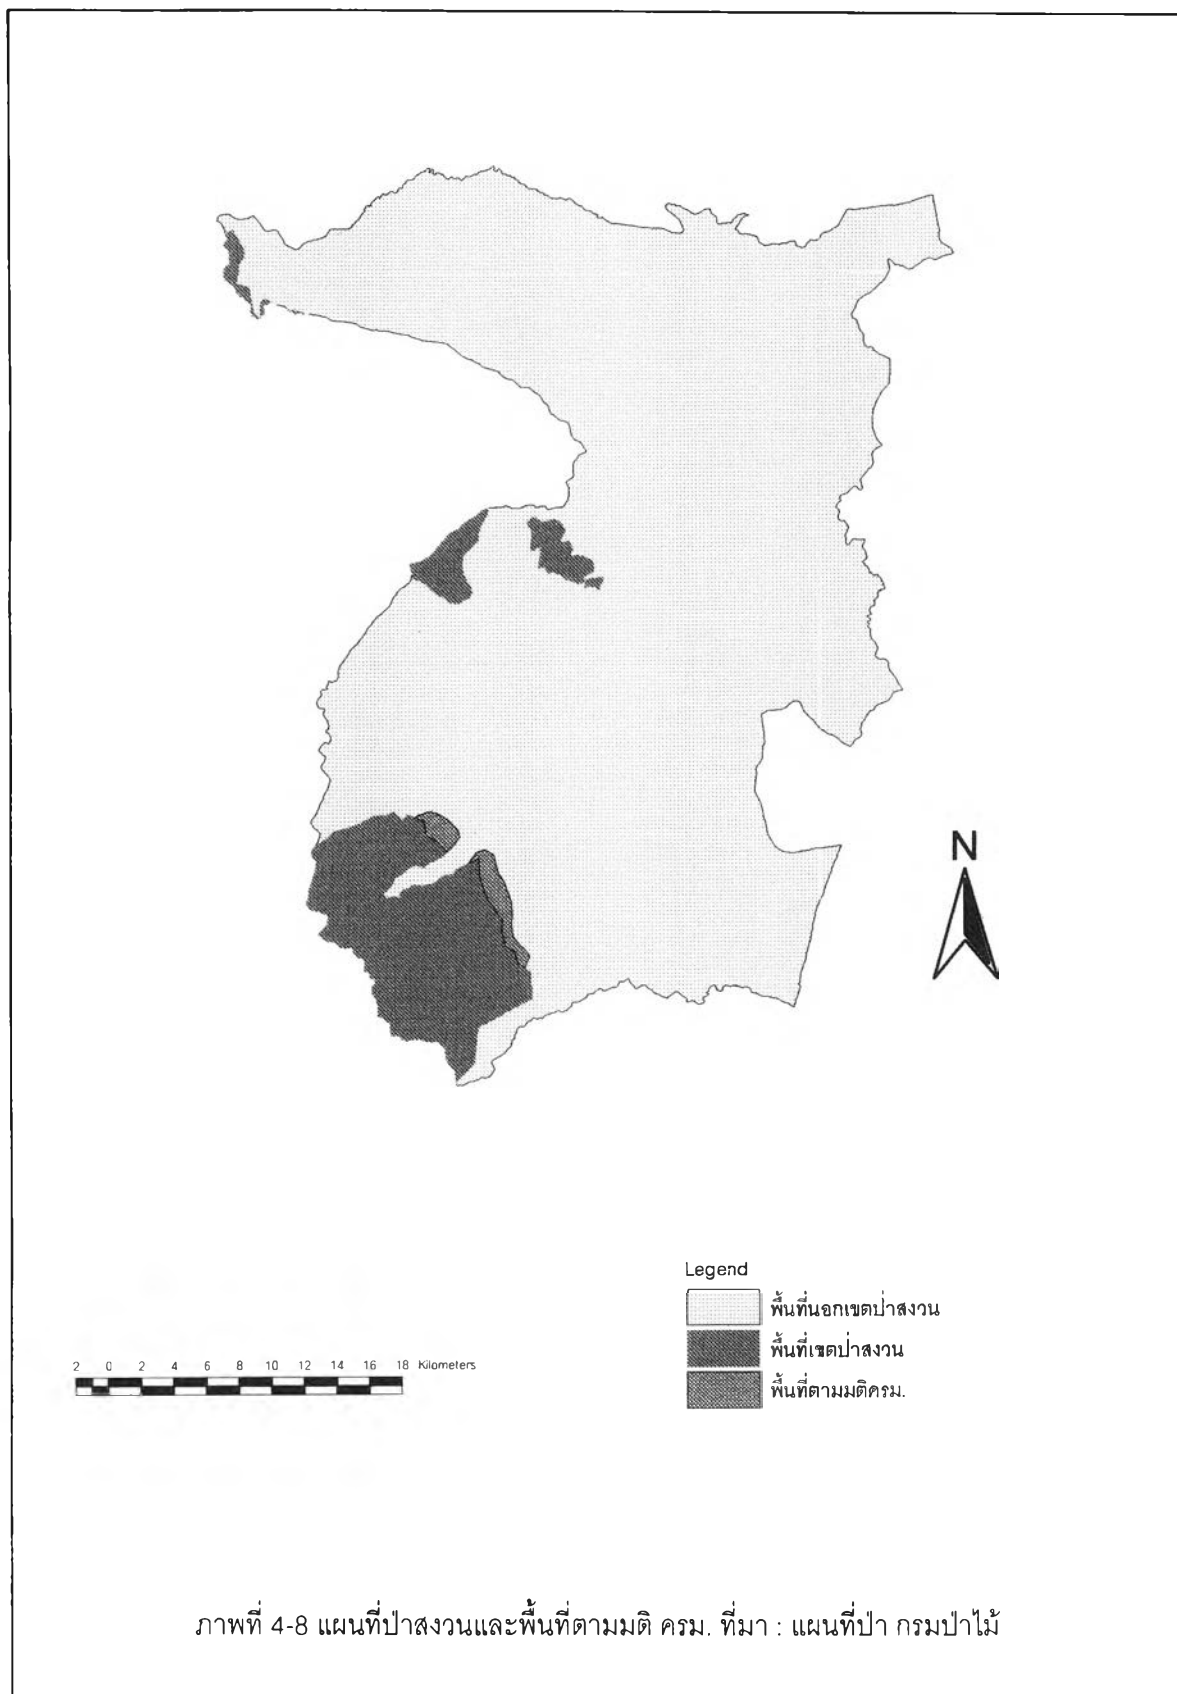 N
Legend
พื้นที่นอกเขตป่าสงวน
พื้นที่เขตป่าสงวน
พื้นที่ตามมติครม.
2 0 2 4 6 8 10 12 14 16 18 Kilometers
ภาพที่ 4-8 แผนที่ป่าสงวนและพื้นที่ตามมติ ครม. ที่มา : แผนที่ป่า กรมป่าไม้